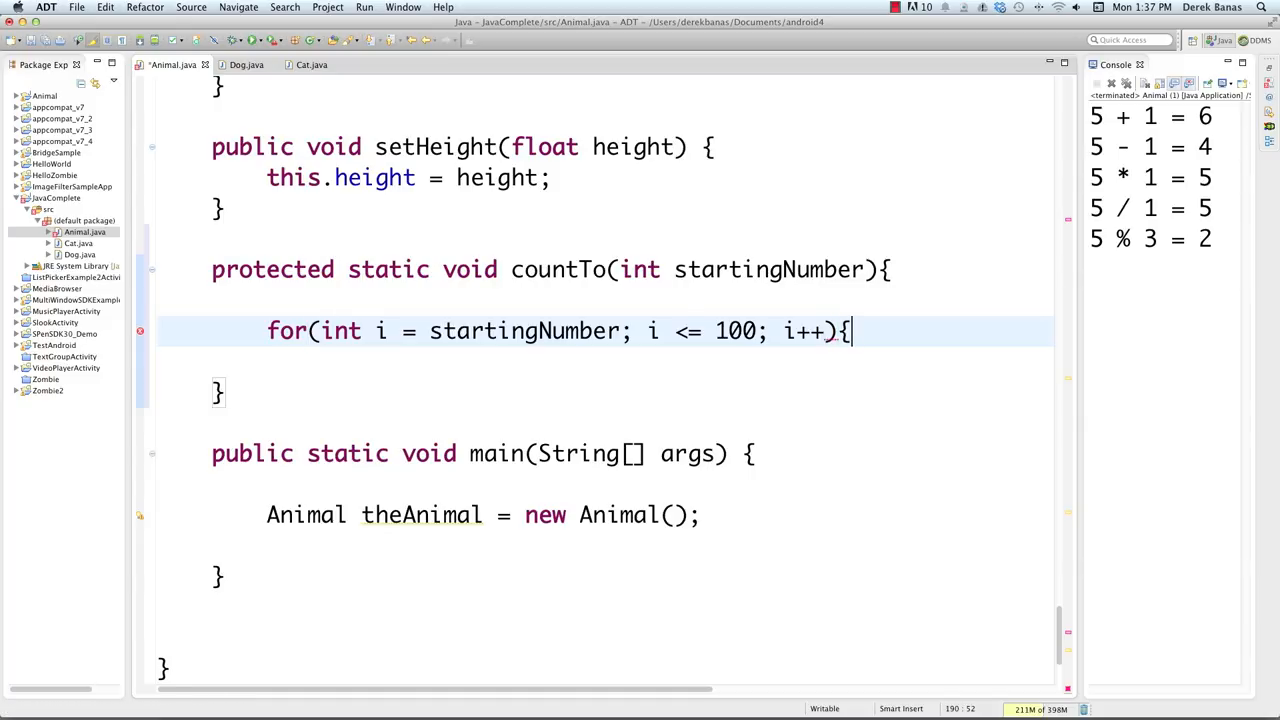 ADT File Edit Refactor Source Navigate Search Project Run Window Help 10 Mon 1:37 PM Derek Banas
Java - JavaComplete/src/Animal.java - ADT - /Users/derekbanas/Documents/android4
Quick Access Java DDMS
Package Exp
*Animal.java Dog.java Cat.java
Console
<terminated> Animal (1) [Java Application] /S
Animal
appcompat_v7
appcompat_v7_2
appcompat_v7_3
appcompat_v7_4
BridgeSample
HelloWorld
HelloZombie
ImageFilterSampleApp
JavaComplete
src
(default package)
Animal.java
Cat.java
Dog.java
JRE System Library [Ja
ListPickerExample2Activi
MediaBrowser
MultiWindowSDKExample
MusicPlayerActivity
SlookActivity
SPenSDK30_Demo
TestAndroid
TextGroupActivity
VideoPlayerActivity
Zombie
Zombie2
}
public void setHeight(float height) {
this.height = height;
}
protected static void countTo(int startingNumber){
for(int i = startingNumber; i <= 100; i++){
}
public static void main(String[] args) {
Animal theAnimal = new Animal();
}
}
5 + 1 = 6
5 - 1 = 4
5 * 1 = 5
5 / 1 = 5
5 % 3 = 2
Writable Smart Insert 190 : 52 211M of 398M